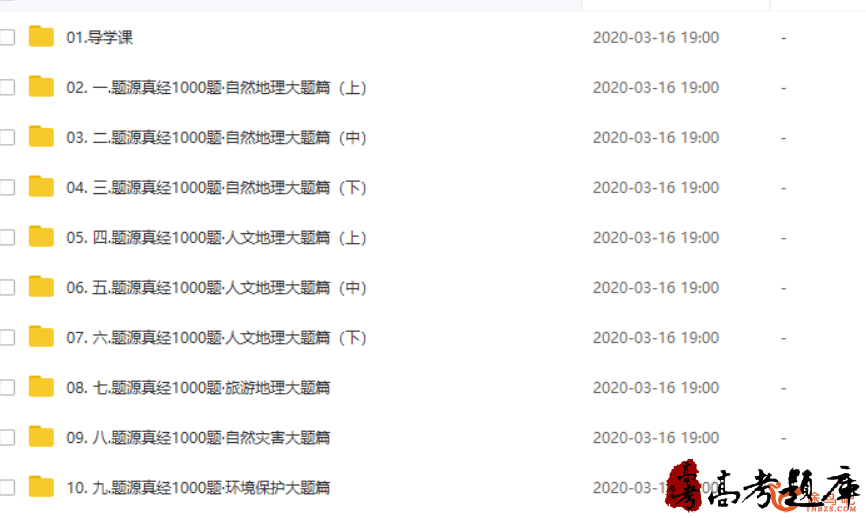 01.导学课 2020-03-16 19:00 -
02. 一.题源真经1000题·自然地理大题篇（上） 2020-03-16 19:00 -
03. 二.题源真经1000题·自然地理大题篇（中） 2020-03-16 19:00 -
04. 三.题源真经1000题·自然地理大题篇（下） 2020-03-16 19:00 -
05. 四.题源真经1000题·人文地理大题篇（上） 2020-03-16 19:00 -
06. 五.题源真经1000题·人文地理大题篇（中） 2020-03-16 19:00 -
07. 六.题源真经1000题·人文地理大题篇（下） 2020-03-16 19:00 -
08. 七.题源真经1000题·旅游地理大题篇 2020-03-16 19:00 -
09. 八.题源真经1000题·自然灾害大题篇 2020-03-16 19:00 -
10. 九.题源真经1000题·环境保护大题篇 2020-03-1 00
高考 高考题库